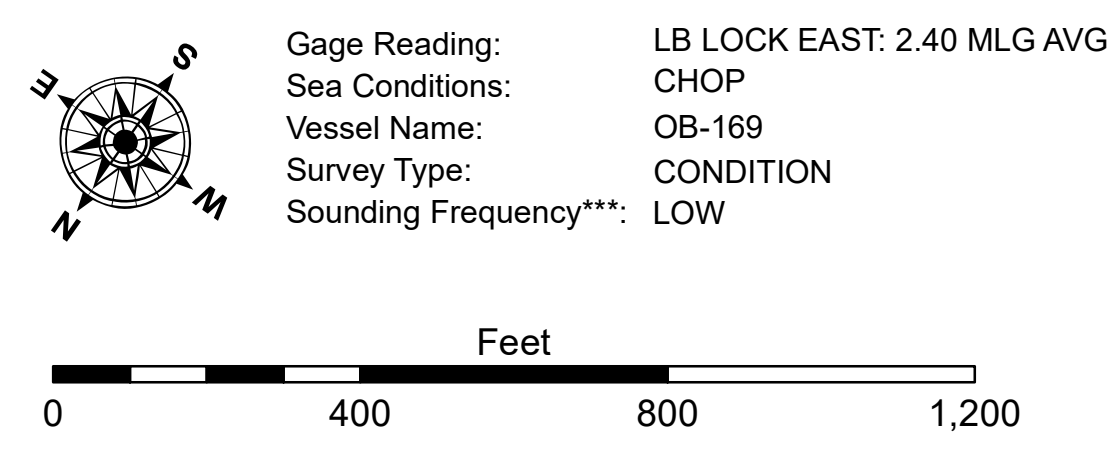 S
E
W
N
Gage Reading: LB LOCK EAST: 2.40 MLG AVG
Sea Conditions: CHOP
Vessel Name: OB-169
Survey Type: CONDITION
Sounding Frequency***: LOW
Feet
0 400 800 1,200